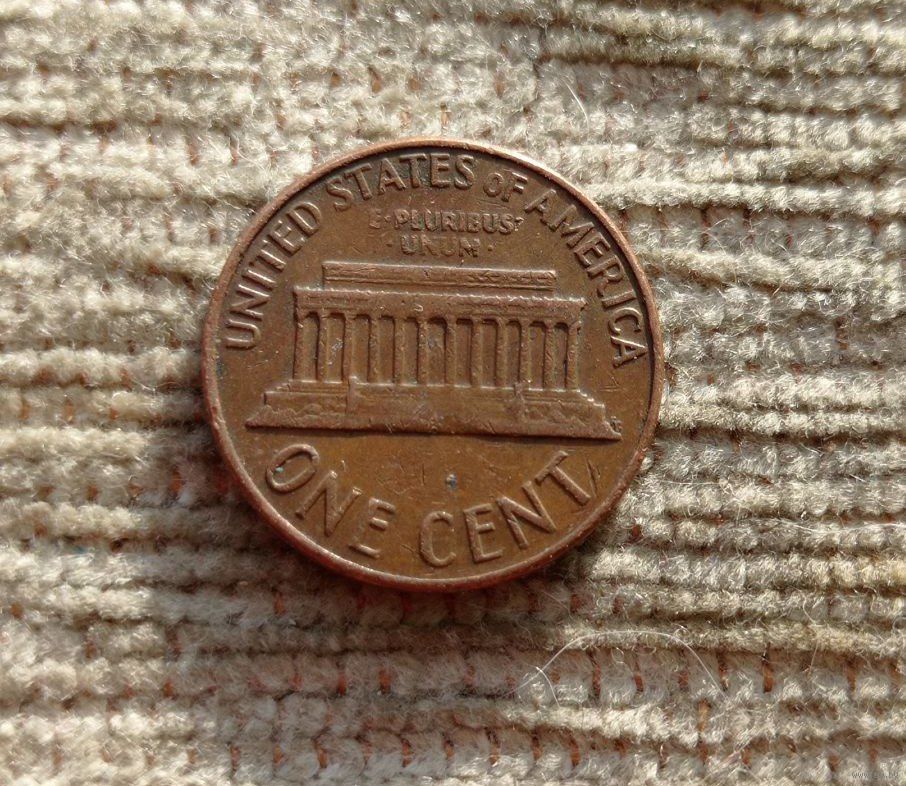 UNITED STATES OF AMERICA
E·PLURIBUS
·UNUM·
ONE CENT